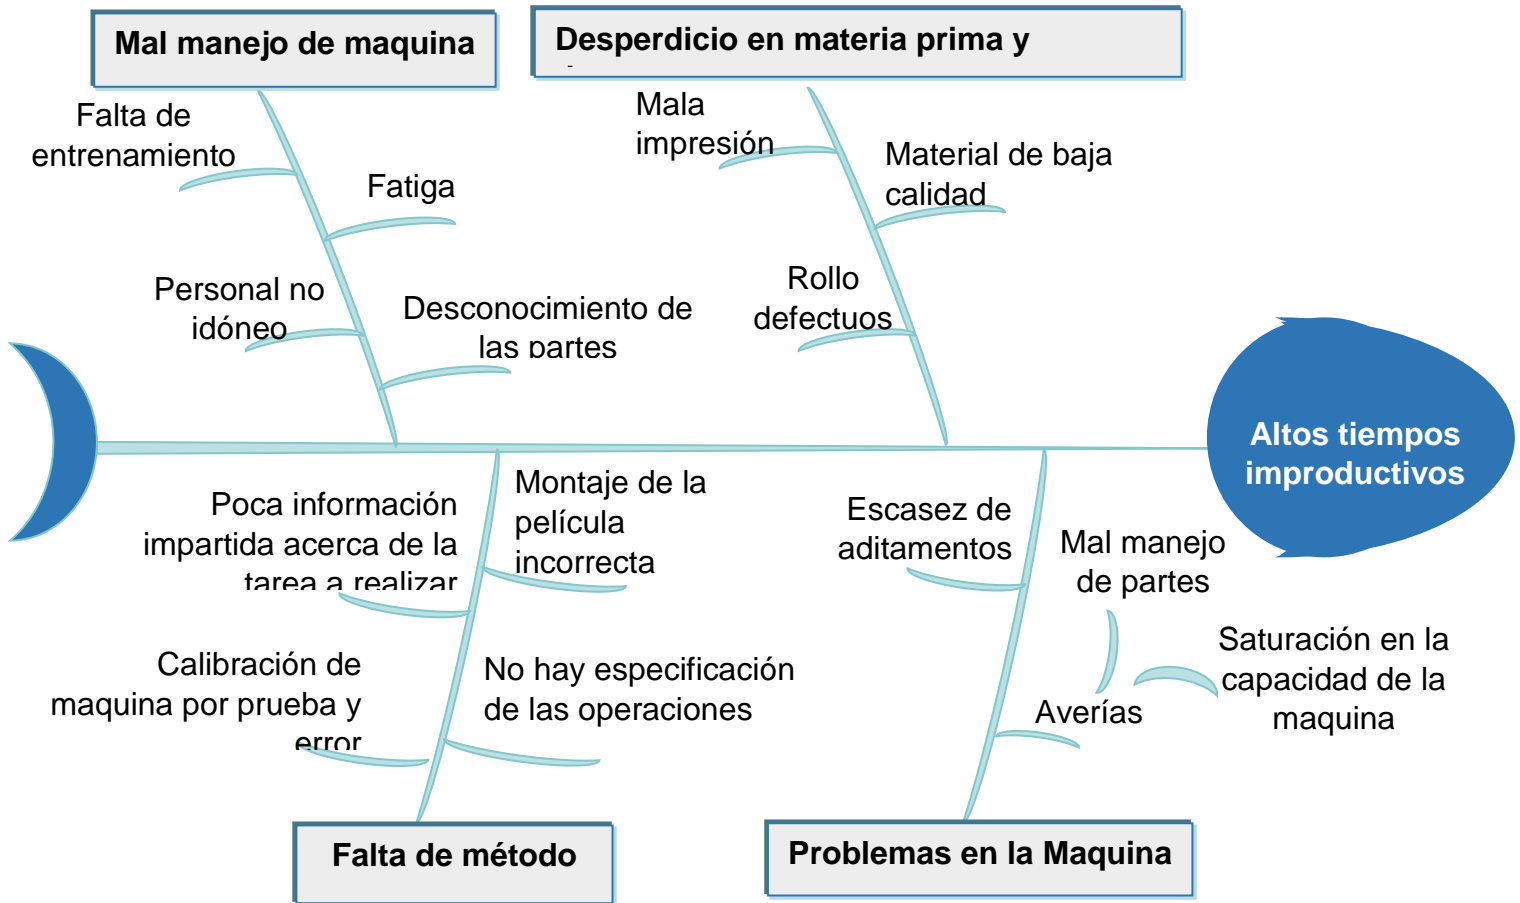 Mal manejo de maquina
Desperdicio en materia prima y
Falta de
entrenamiento
Fatiga
Personal no
idóneo
Desconocimiento de
las partes
Mala
impresión
Material de baja
calidad
Rollo
defectuos
Altos tiempos
improductivos
Poca información
impartida acerca de la
tarea a realizar
Montaje de la
película
incorrecta
Calibración de
maquina por prueba y
error
No hay especificación
de las operaciones
Escasez de
aditamentos
Mal manejo
de partes
Averías
Saturación en la
capacidad de la
maquina
Falta de método
Problemas en la Maquina